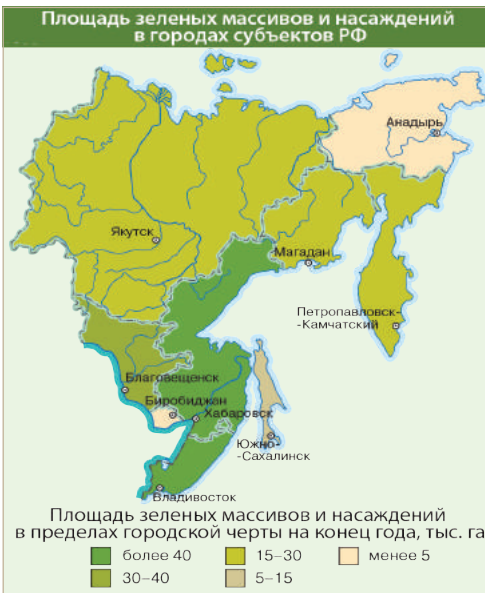 Площадь зеленых массивов и насаждений
в городах субъектов РФ
Анадырь
Якутск
Магадан
Петропавловск-
-Камчатский
Благовещенск
Биробиджан
Хабаровск
Южно-
-Сахалинск
Владивосток
Площадь зеленых массивов и насаждений
в пределах городской черты на конец года, тыс. га
более 40
15–30
менее 5
30–40
5–15